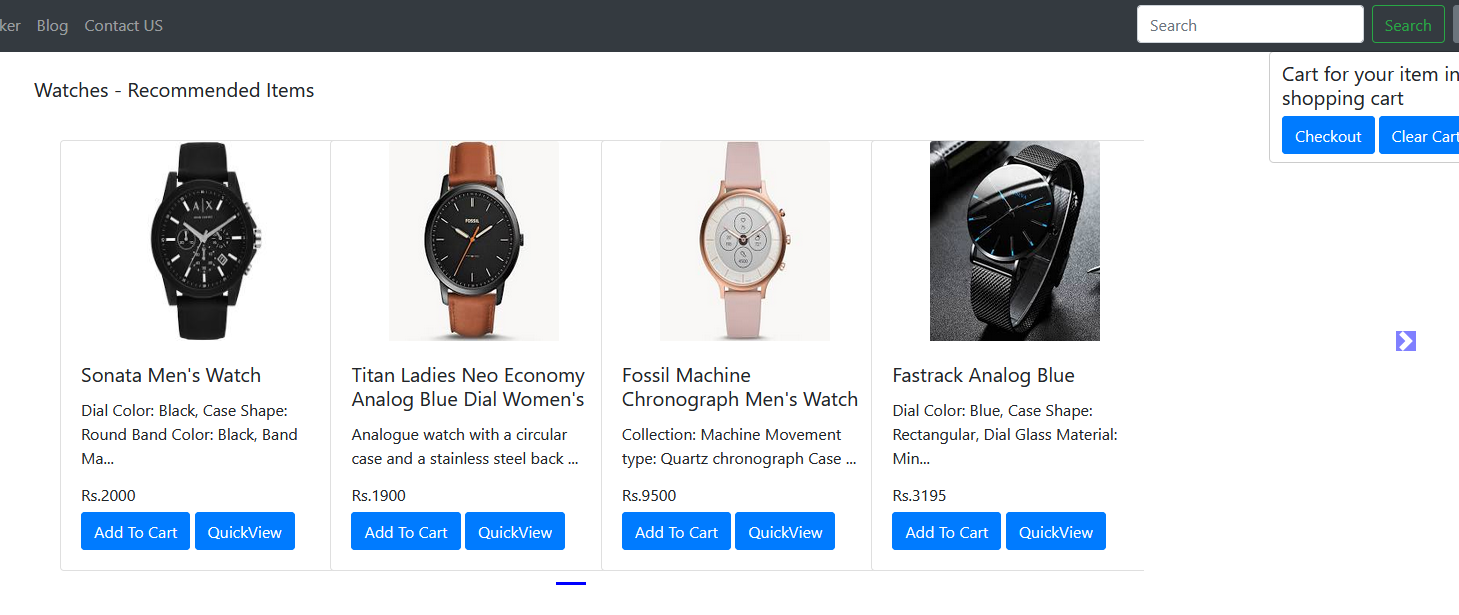 ker Blog Contact US Search Search
Cart for your item in
shopping cart
Checkout Clear Cart
Watches - Recommended Items
A|X
FOSSIL
Sonata Men's Watch
Dial Color: Black, Case Shape:
Round Band Color: Black, Band
Ma...
Rs.2000
Add To Cart QuickView
Titan Ladies Neo Economy
Analog Blue Dial Women's
Analogue watch with a circular
case and a stainless steel back ...
Rs.1900
Add To Cart QuickView
Fossil Machine
Chronograph Men's Watch
Collection: Machine Movement
type: Quartz chronograph Case ...
Rs.9500
Add To Cart QuickView
Fastrack Analog Blue
Dial Color: Blue, Case Shape:
Rectangular, Dial Glass Material:
Min...
Rs.3195
Add To Cart QuickView